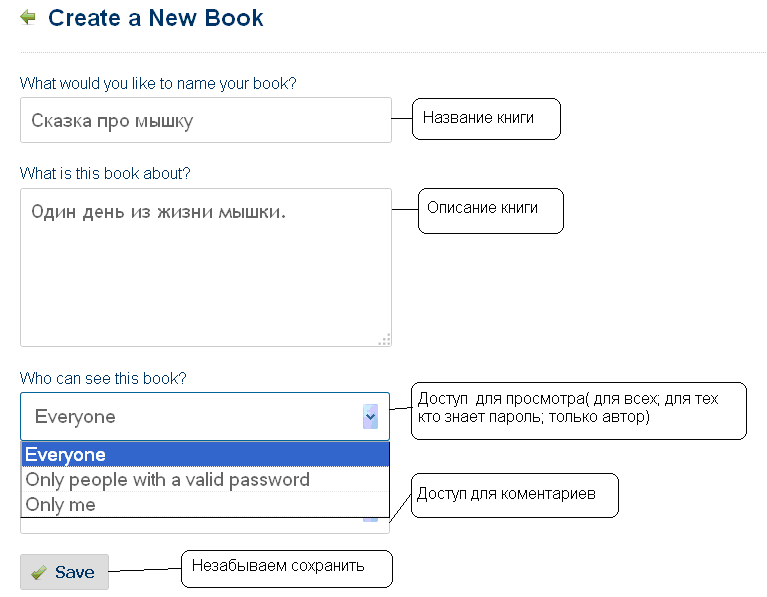 Create a New Book
What would you like to name your book?
Сказка про мышку
Название книги
What is this book about?
Один день из жизни мышки.
Описание книги
Who can see this book?
Everyone
Доступ для просмотра( для всех; для тех
кто знает пароль; только автор)
Everyone
Only people with a valid password
Only me
Доступ для коментариев
Save
Незабываем сохранить